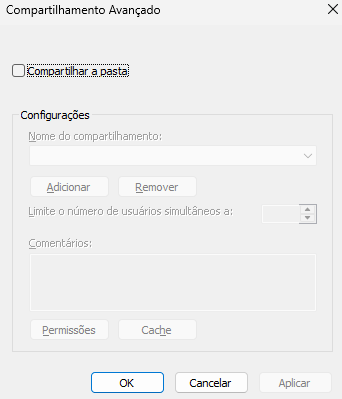 Compartilhamento Avançado
Compartilhar a pasta
Configurações
Nome do compartilhamento:
Adicionar
Remover
Limite o número de usuários simultâneos a:
Comentários:
Permissões
Cache
OK
Cancelar
Aplicar